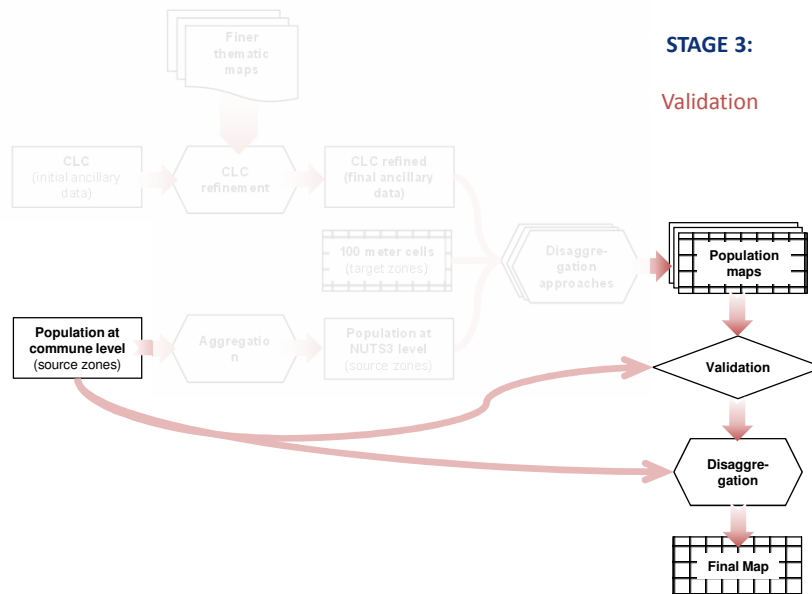 Finer
thematic
maps
STAGE 3:
Validation
CLC
(initial ancillary
data)
CLC
refinement
CLC refined
(final ancillary
data)
100 meter cells
(target zones)
Disaggre-
gation
approaches
Population
maps
Population at
commune level
(source zones)
Aggregatio
n
Population at
NUTS3 level
(source zones)
Validation
Disaggre-
gation
Final Map